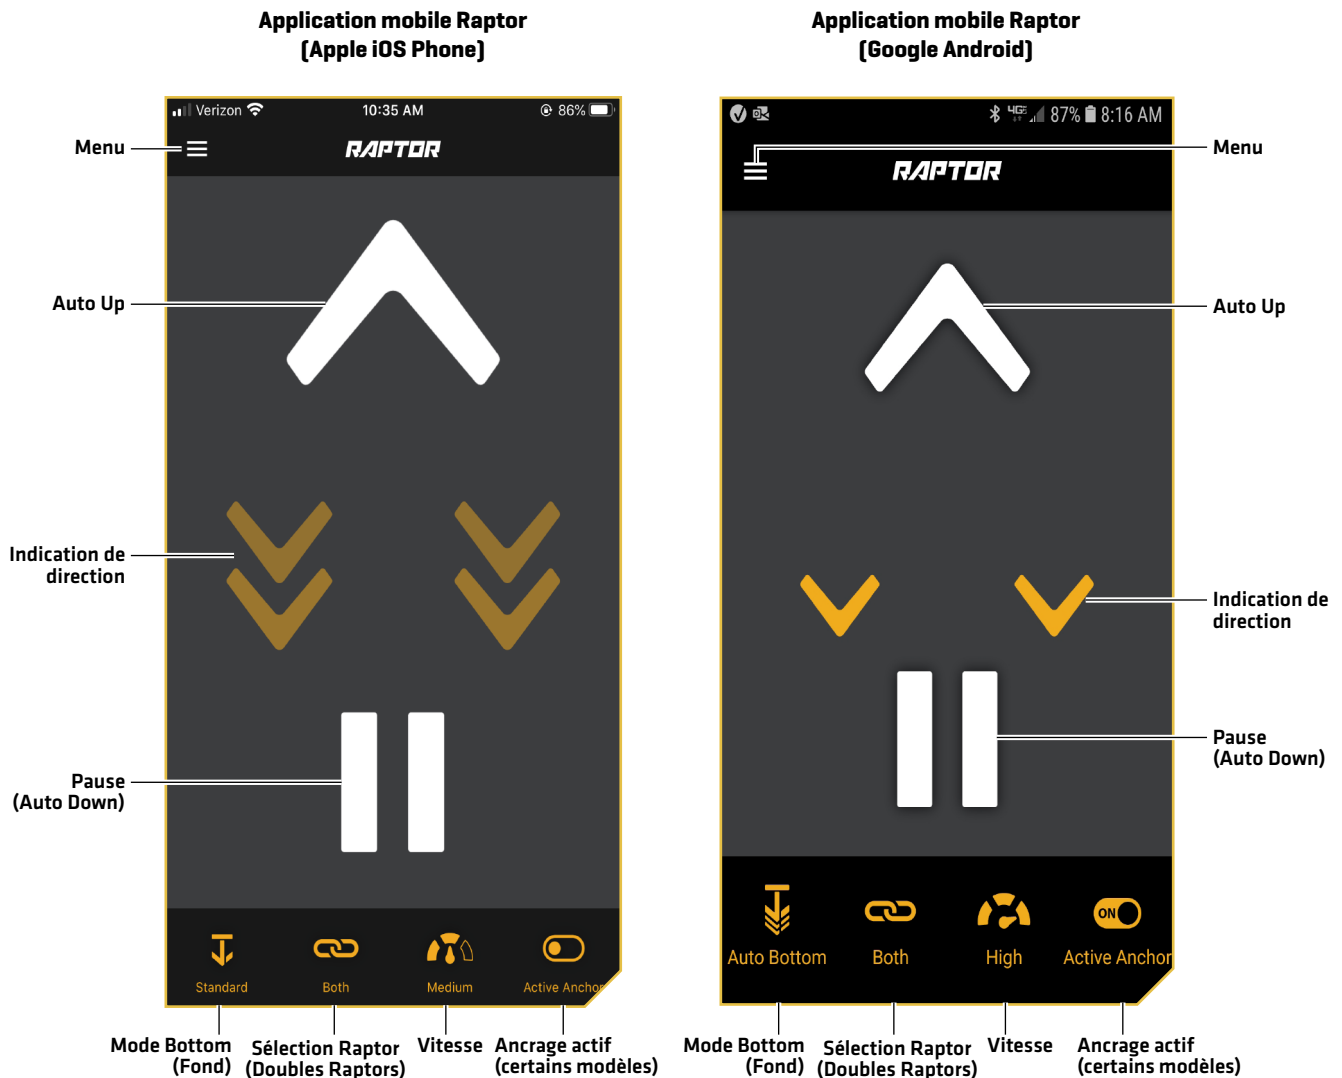 Application mobile Raptor
(Apple iOS Phone)
Verizon
10:35 AM
86%
RAPTOR
Menu
Auto Up
Indication de
direction
Pause
(Auto Down)
Standard
Both
Medium
Active Anchor
Mode Bottom
(Fond)
Sélection Raptor
(Doubles Raptors)
Vitesse
Ancrage actif
(certains modèles)
Application mobile Raptor
(Google Android)
4G
87%
8:16 AM
RAPTOR
Menu
Auto Up
Indication de
direction
Pause
(Auto Down)
ON
Auto Bottom
Both
High
Active Anchor
Mode Bottom
(Fond)
Sélection Raptor
(Doubles Raptors)
Vitesse
Ancrage actif
(certains modèles)